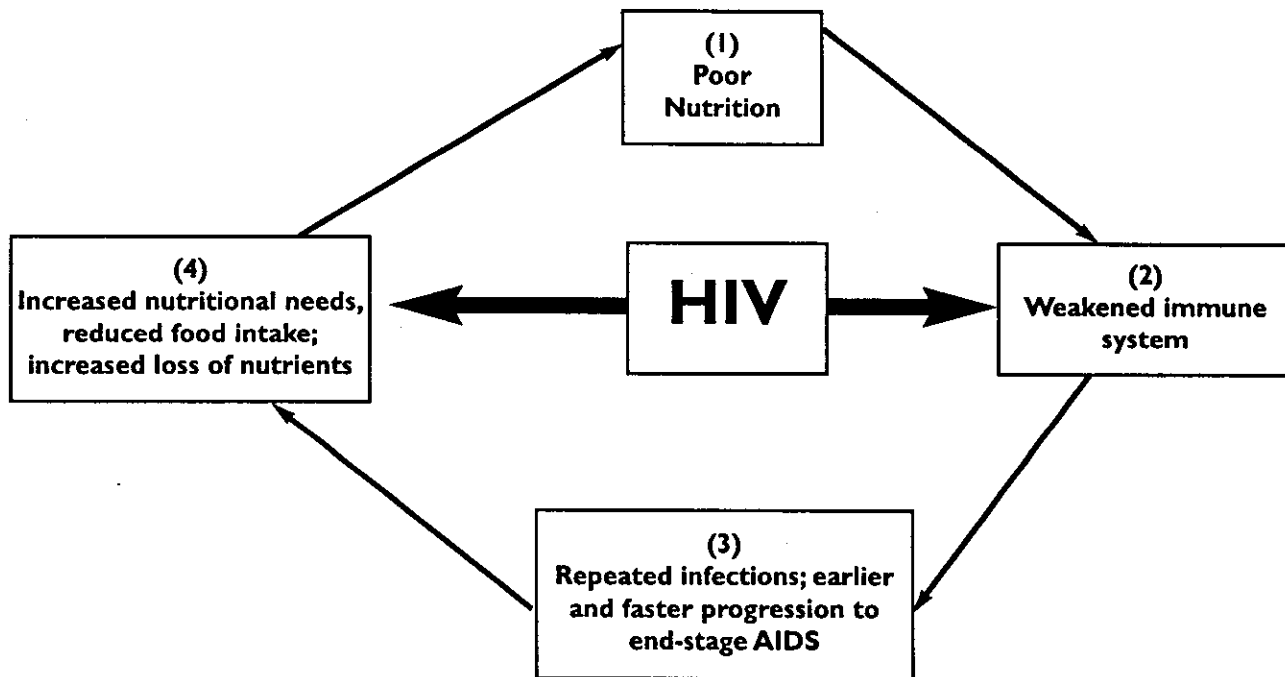 (1)
Poor
Nutrition
(4)
Increased nutritional needs,
reduced food intake;
increased loss of nutrients
HIV
(2)
Weakened immune
system
(3)
Repeated infections; earlier
and faster progression to
end-stage AIDS